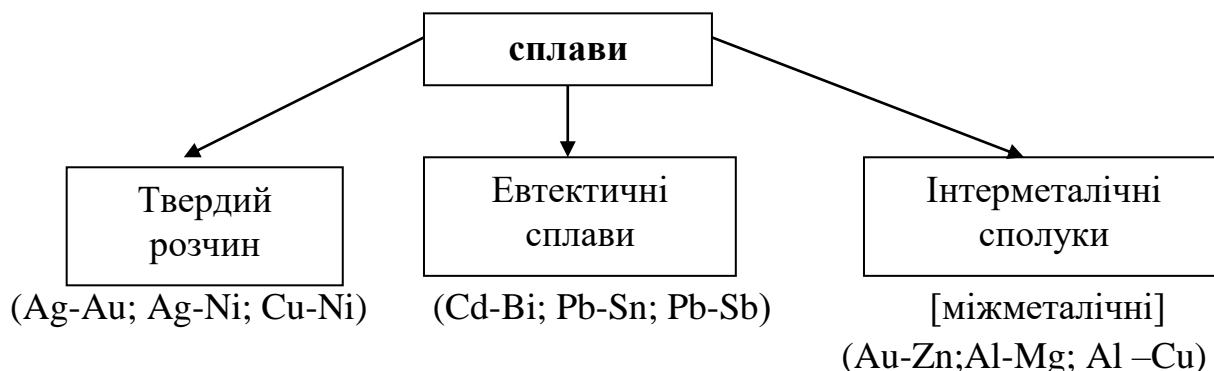 сплави
Твердий
розчин
(Ag-Au; Ag-Ni; Cu-Ni)
Евтектичні
сплави
(Cd-Bi; Pb-Sn; Pb-Sb)
Інтерметалічні
сполуки
[міжметалічні]
(Au-Zn;Al-Mg; Al –Cu)